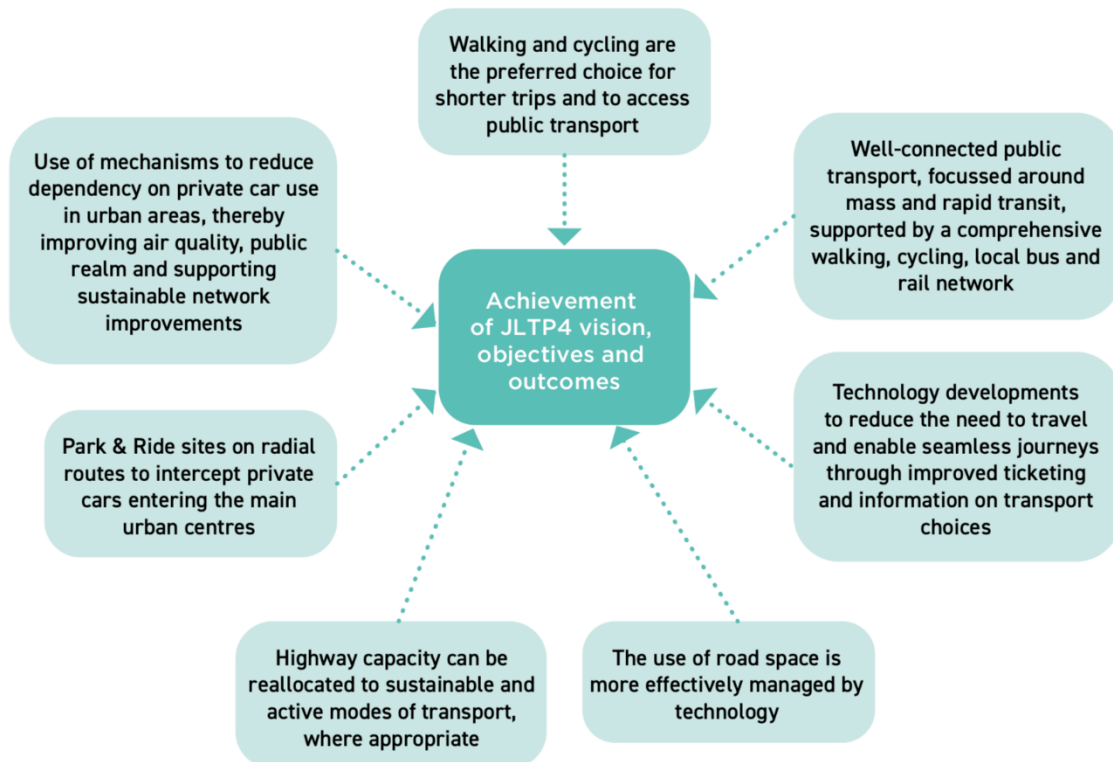 Walking and cycling are
the preferred choice for
shorter trips and to access
public transport
Use of mechanisms to reduce
dependency on private car use
in urban areas, thereby
improving air quality, public
realm and supporting
sustainable network
improvements
Well-connected public
transport, focussed around
mass and rapid transit,
supported by a comprehensive
walking, cycling, local bus and
rail network
Achievement
of JLTP4 vision,
objectives and
outcomes
Park & Ride sites on radial
routes to intercept private
cars entering the main
urban centres
Technology developments
to reduce the need to travel
and enable seamless journeys
through improved ticketing
and information on transport
choices
Highway capacity can be
reallocated to sustainable and
active modes of transport,
where appropriate
The use of road space is
more effectively managed by
technology